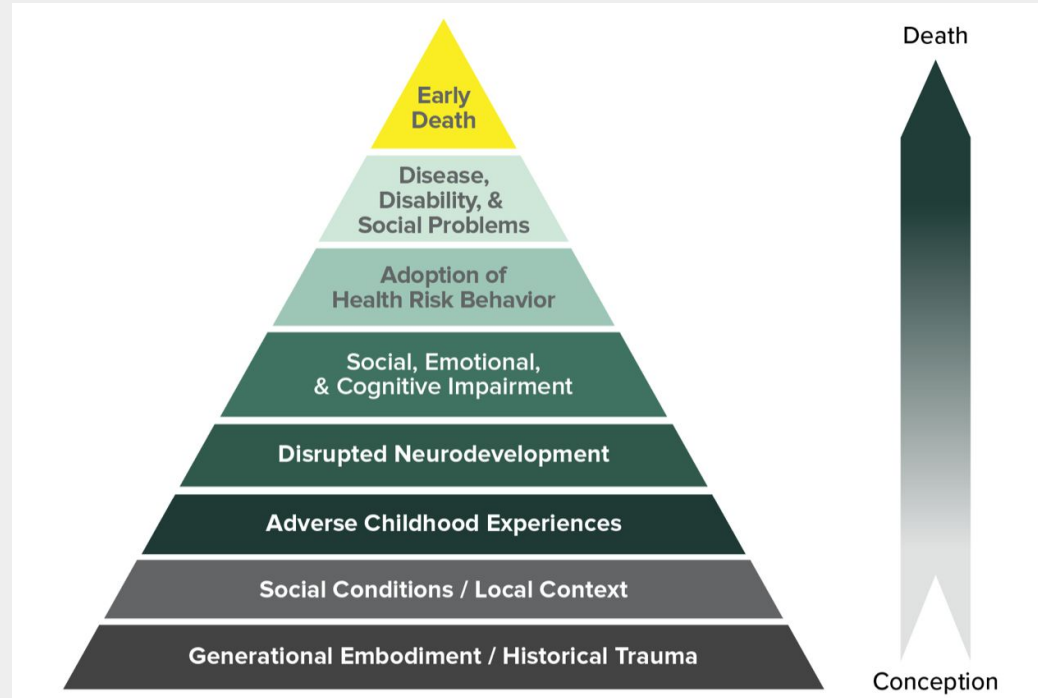 Death
Early
Death
Disease,
Disability, &
Social Problems
Adoption of
Health Risk Behavior
Social, Emotional,
& Cognitive Impairment
Disrupted Neurodevelopment
Adverse Childhood Experiences
Social Conditions / Local Context
Generational Embodiment / Historical Trauma
Conception